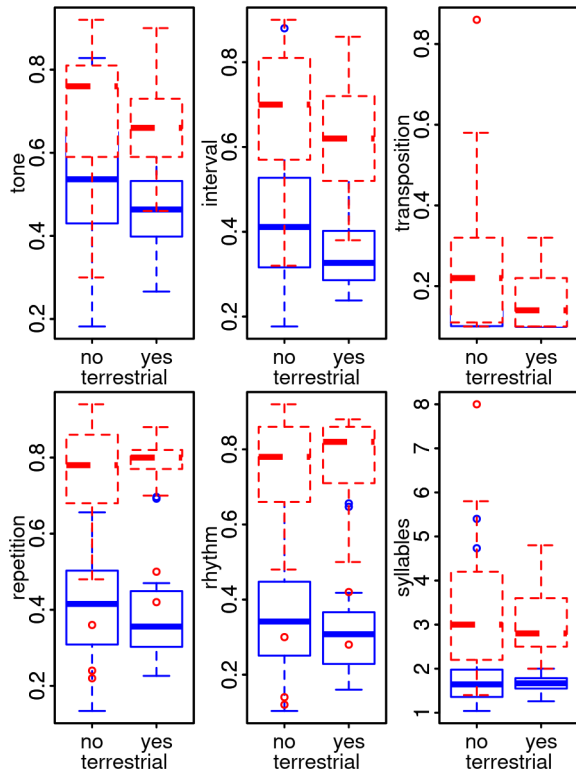 tone
0.2 0.4 0.6 0.8
no yes
terrestrial
interval
0.2 0.4 0.6 0.8
no yes
terrestrial
transposition
0.2 0.4 0.6 0.8
no yes
terrestrial
repetition
0.2 0.4 0.6 0.8
no yes
terrestrial
rhythm
0.2 0.4 0.6 0.8
no yes
terrestrial
syllables
1 2 3 4 5 6 7 8
no yes
terrestrial